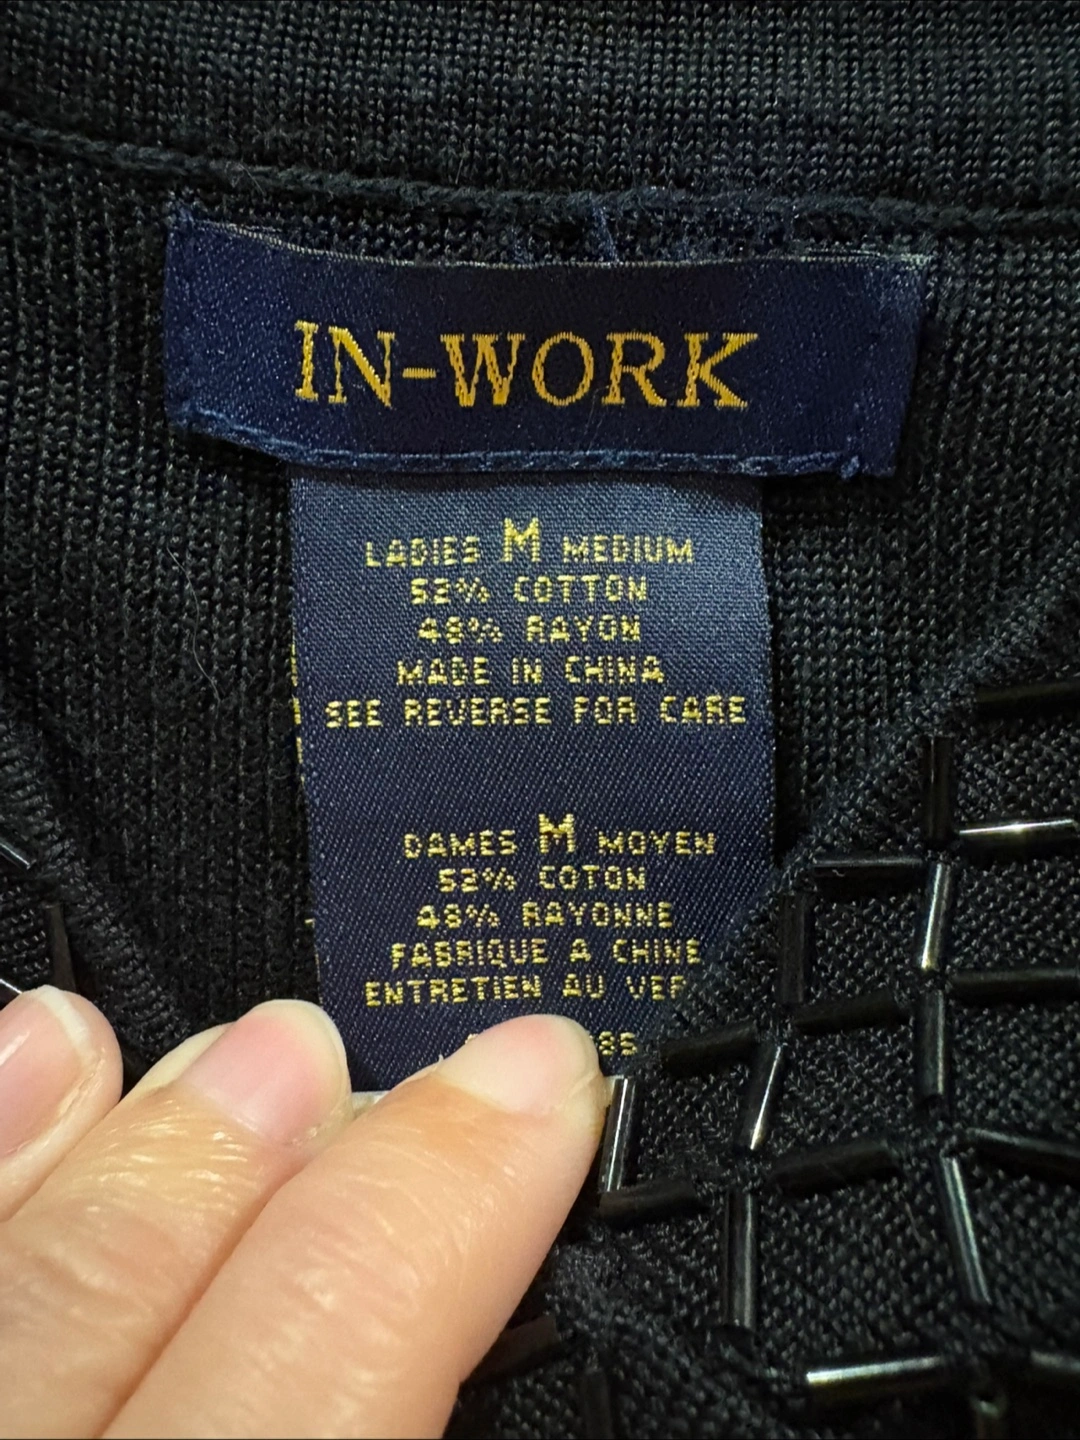 IN-WORK
LADIES M MEDIUM
52% COTTON
48% RAYON
MADE IN CHINA
SEE REVERSE FOR CARE
DAMES M MOYEN
52% COTON
48% RAYONNE
FABRIQUE A CHINE
ENTRETIEN AU